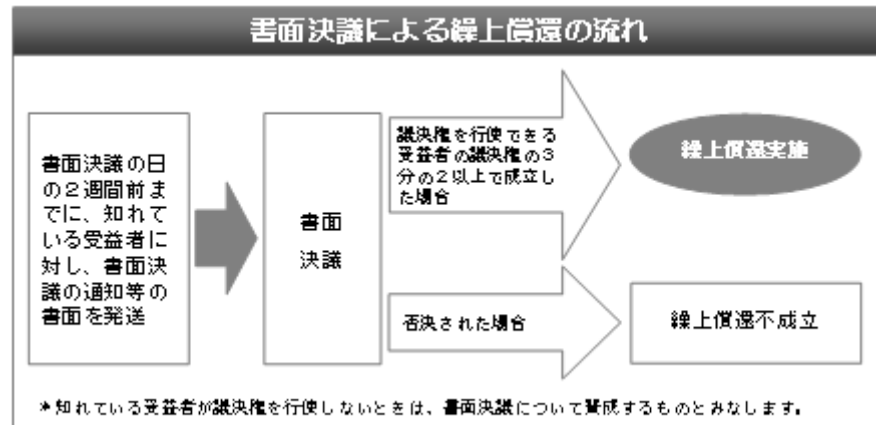 書面決議による繰上償還の流れ
書面決議の日
の２週間前ま
でに、知れて
いる受益者に
対し、書面決
議の通知等の
書面を発送
書面
決議
議決権を行使できる
受益者の議決権の３
分の２以上で成立し
た場合
繰上償還実施
否決された場合
繰上償還不成立
＊知れている受益者が議決権を行使しないときは、書面決議について賛成するものとみなします。